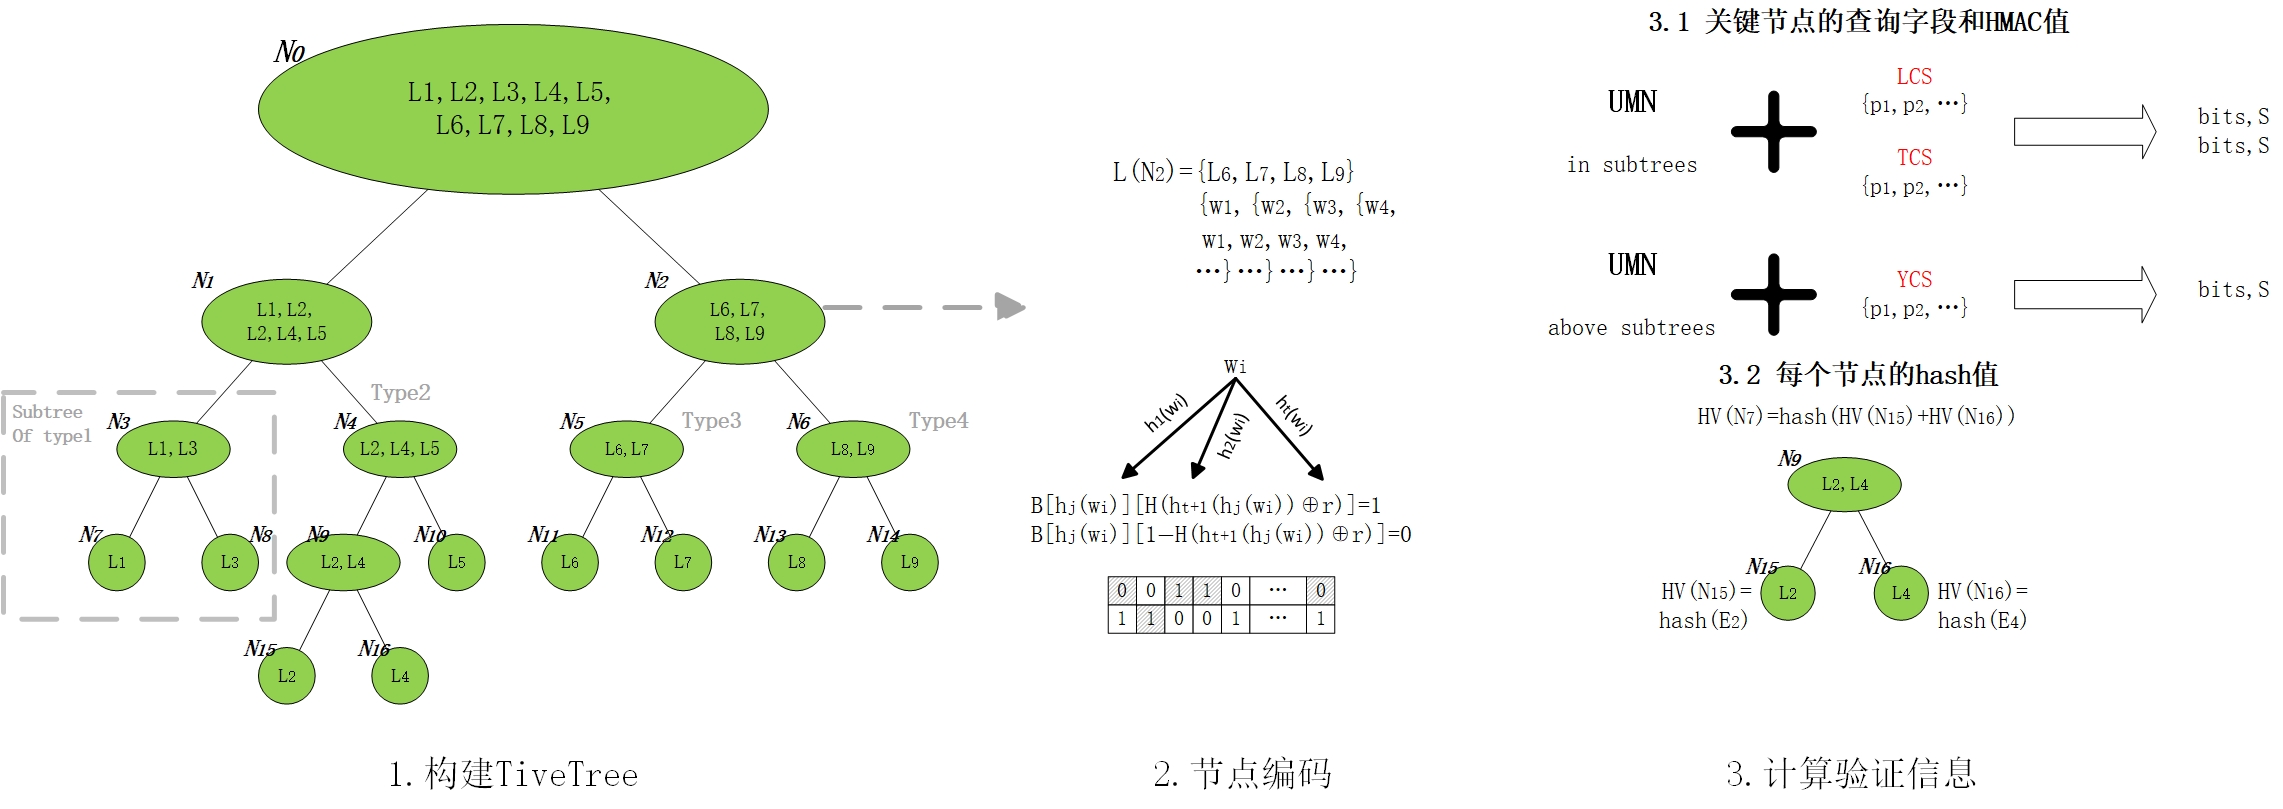 N0
L1, L2, L3, L4, L5,
L6, L7, L8, L9
N1
L1, L2,
L2, L4, L5
N2
L6, L7,
L8, L9
Subtree
Of type1
N3
L1, L3
Type2
N4
L2, L4, L5
N5
L6, L7
Type3
N6
L8, L9
Type4
N7
L1
N8
L3
N9
L2, L4
N10
L5
N11
L6
N12
L7
N13
L8
N14
L9
N15
L2
N16
L4
1.构建TiveTree
L(N2)={L6, L7, L8, L9}
{w1, {w2, {w3, {w4,
w1, w2, w3, w4,
…}…}…}…}
Wi
h1(wi)
h2(wi)
ht(wi)
B[hj(wi)][H(ht+1(hj(wi))⊕r)]=1
B[hj(wi)][1—H(ht+1(hj(wi))⊕r)]=0
0 0 1 1 0 … 0
1 1 0 0 1 … 1
2.节点编码
3.1 关键节点的查询字段和HMAC值
UMN
in subtrees
LCS
{p1, p2, …}
TCS
{p1, p2, …}
bits, S
bits, S
UMN
above subtrees
YCS
{p1, p2, …}
bits, S
3.2 每个节点的hash值
HV(N7)=hash(HV(N15)+HV(N16))
N9
L2, L4
N15
L2
HV(N15)=
hash(E2)
N16
L4
HV(N16)=
hash(E4)
3.计算验证信息